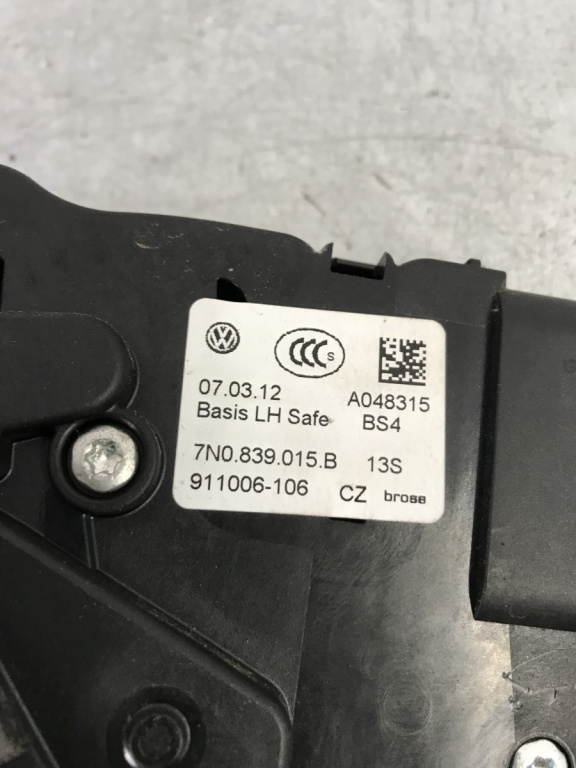 VW
CCC S
07.03.12 A048315
Basis LH Safe BS4
7N0.839.015.B 13S
911006-106 CZ brose